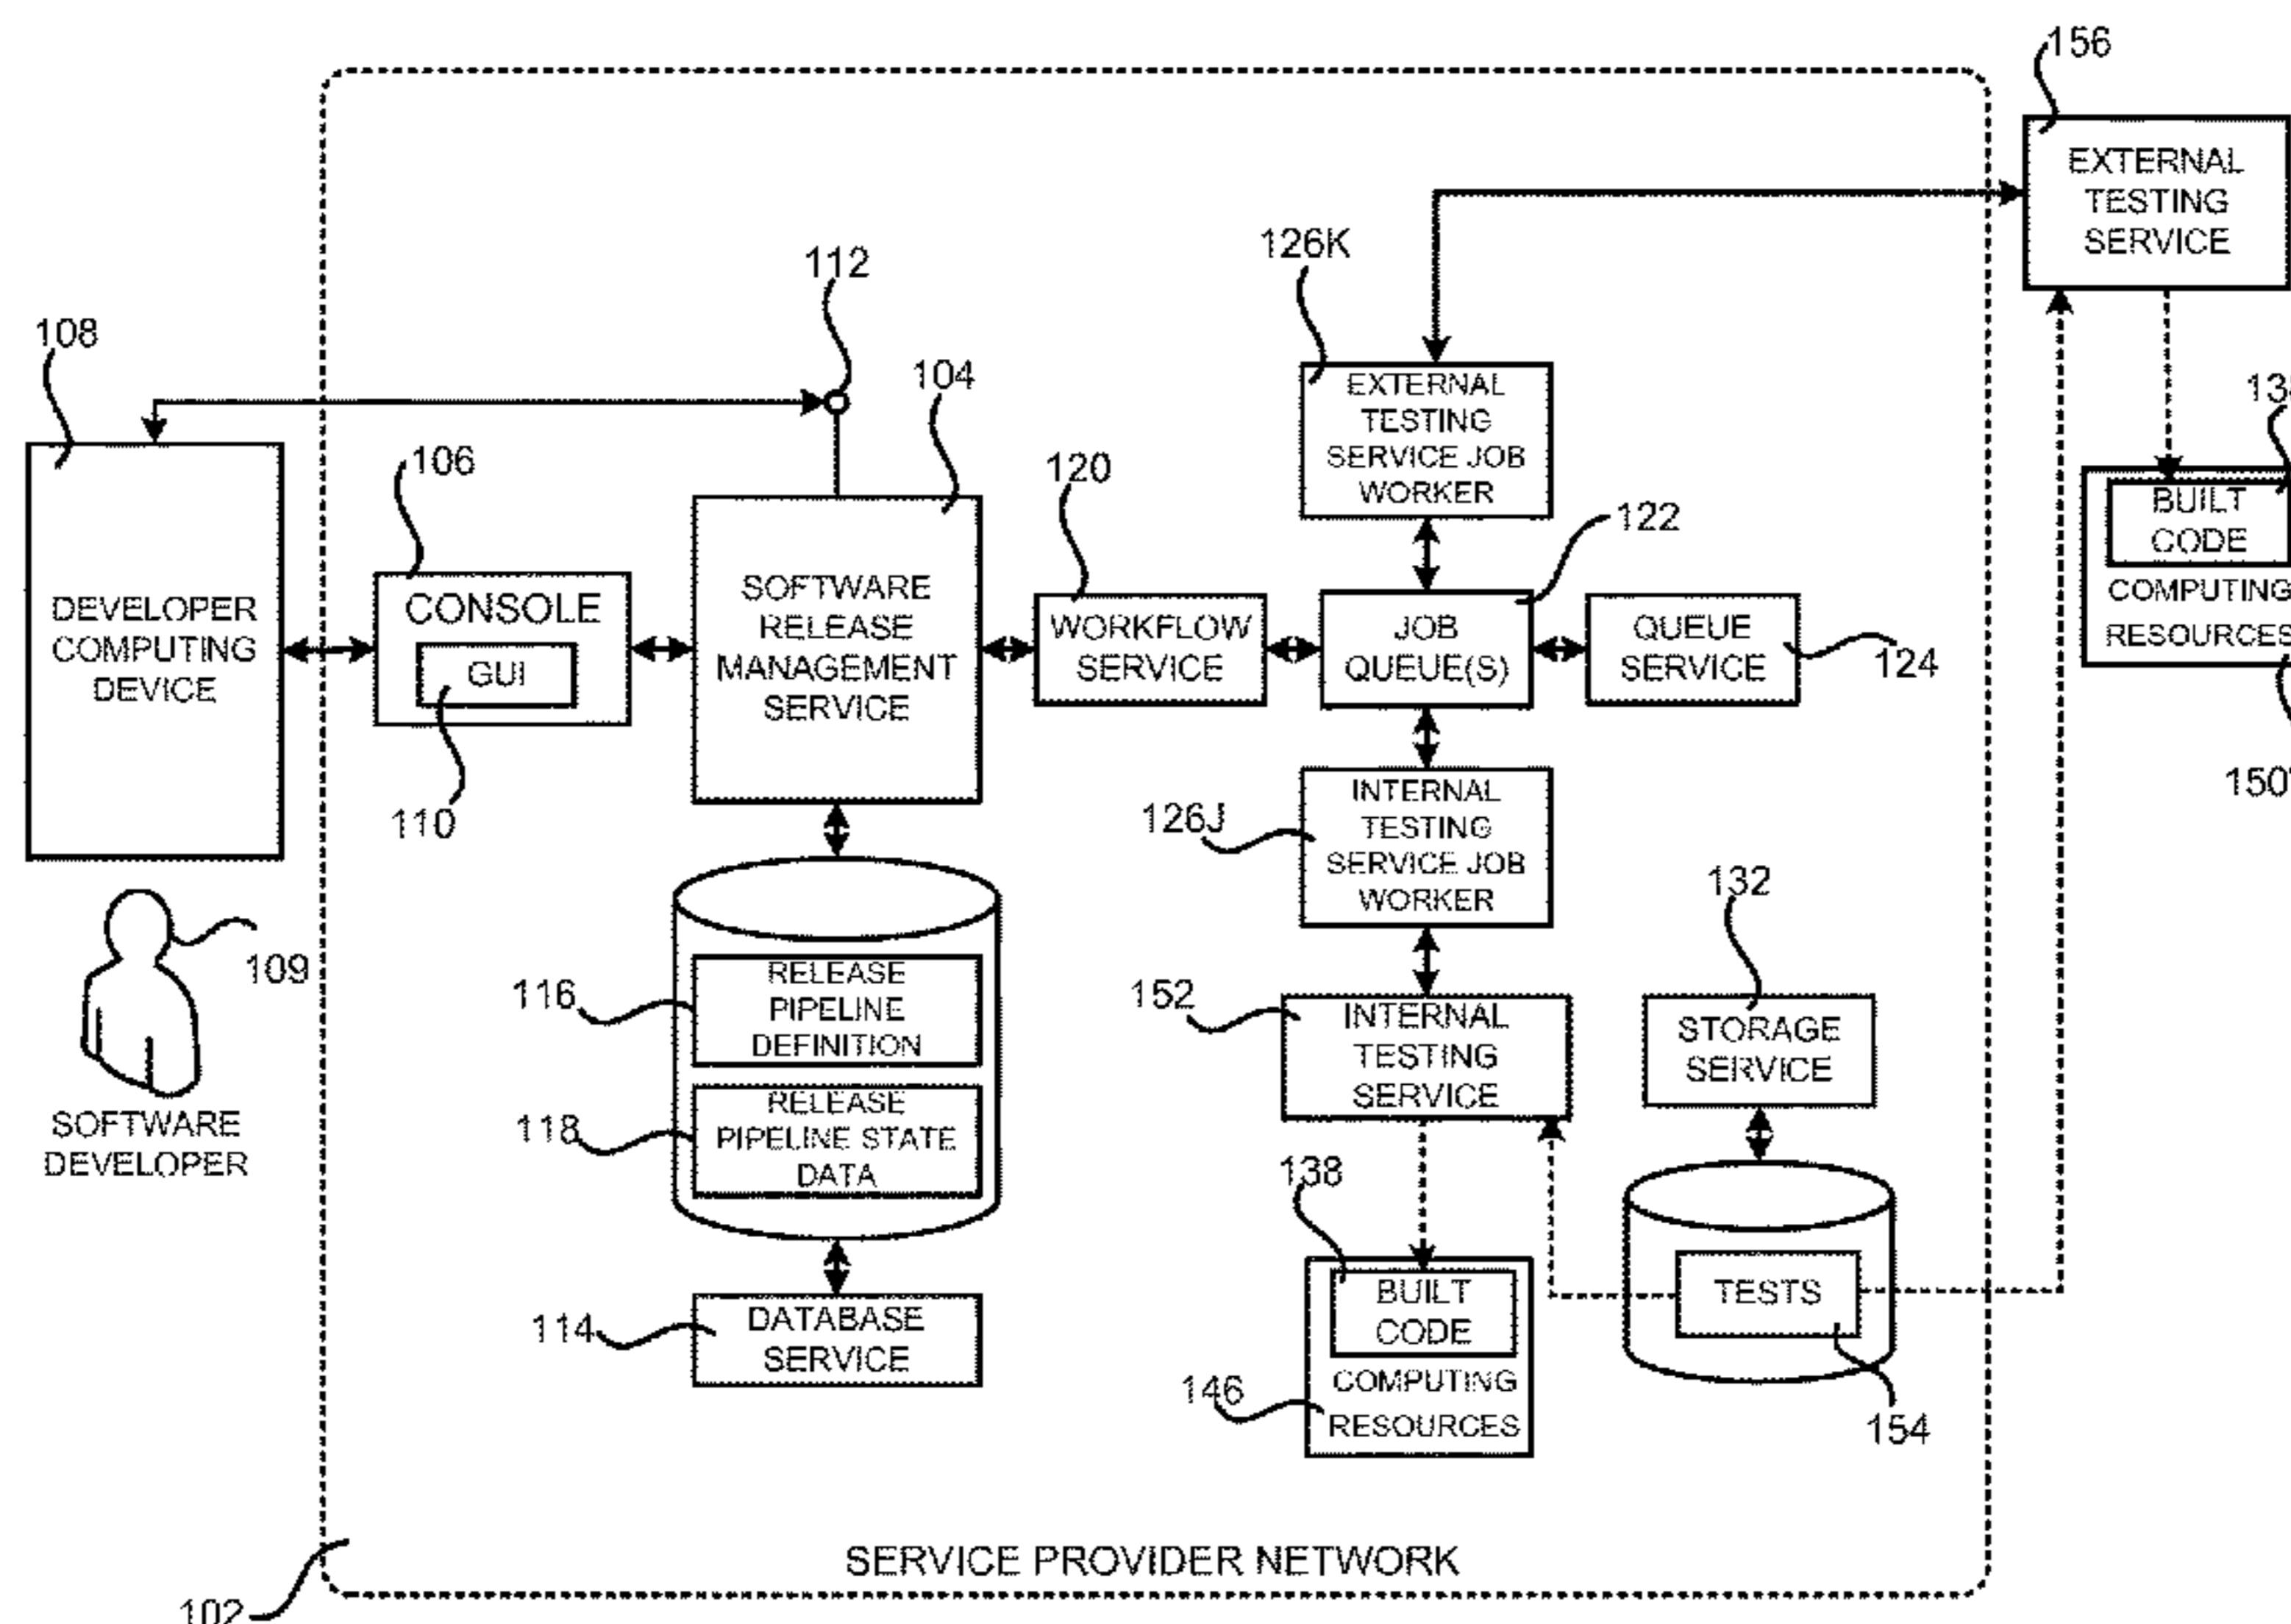 156
EXTERNAL
TESTING
SERVICE
126K
112
108
104
EXTERNAL
TESTING
SERVICE JOB
WORKER
106
120
BUILT
CODE
COMPUTING
RESOURCES
150
122
CONSOLE
GUI
110
SOFTWARE
RELEASE
MANAGEMENT
SERVICE
WORKFLOW
SERVICE
JOB
QUEUE(S)
QUEUE
SERVICE
124
DEVELOPER
COMPUTING
DEVICE
126J
INTERNAL
TESTING
SERVICE JOB
WORKER
132
109
SOFTWARE
DEVELOPER
116
RELEASE
PIPELINE
DEFINITION
118
RELEASE
PIPELINE STATE
DATA
152
INTERNAL
TESTING
SERVICE
STORAGE
SERVICE
138
BUILT
CODE
COMPUTING
RESOURCES
146
TESTS
154
114
DATABASE
SERVICE
SERVICE PROVIDER NETWORK
102